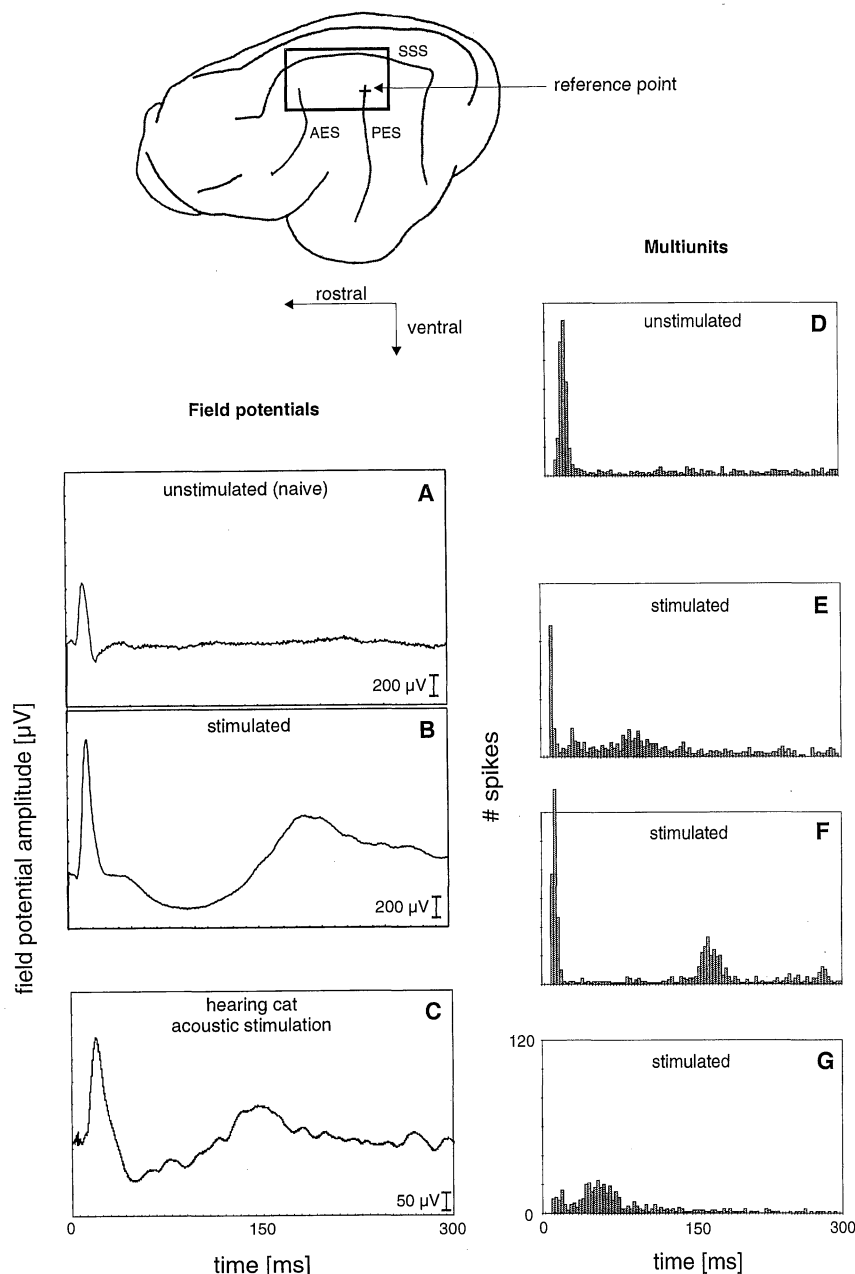 SSS
reference point
AES
PES
rostral
ventral
Field potentials
unstimulated (naive)
A
200 µV
stimulated
B
200 µV
hearing cat
acoustic stimulation
C
50 µV
field potential amplitude [µV]
0
150
300
time [ms]
Multiunits
unstimulated
D
stimulated
E
stimulated
F
120
stimulated
G
0
# spikes
0
150
300
time [ms]